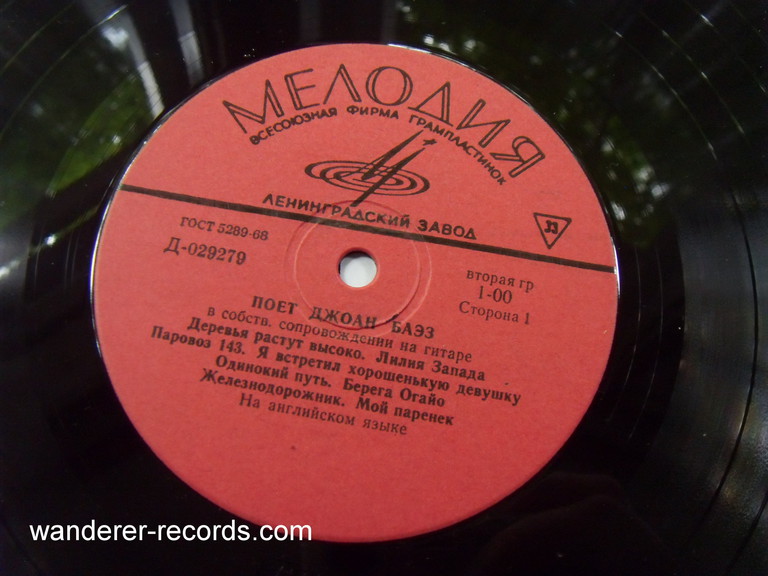 МЕЛОДИЯ
ВСЕСОЮЗНАЯ ФИРМА ГРАМПЛАСТИНОК
ЛЕНИНГРАДСКИЙ ЗАВОД
33
ГОСТ 5289-68
Д-029279
вторая гр
1-00
Сторона 1
ПОЕТ ДЖОАН БАЭЗ
в собств. сопровождении на гитаре
Деревья растут высоко. Лилия Запада
Паровоз 143. Я встретил хорошенькую девушку
Одинокий путь. Берега Огайо
Железнодорожник. Мой паренек
На английском языке
wanderer-records.com